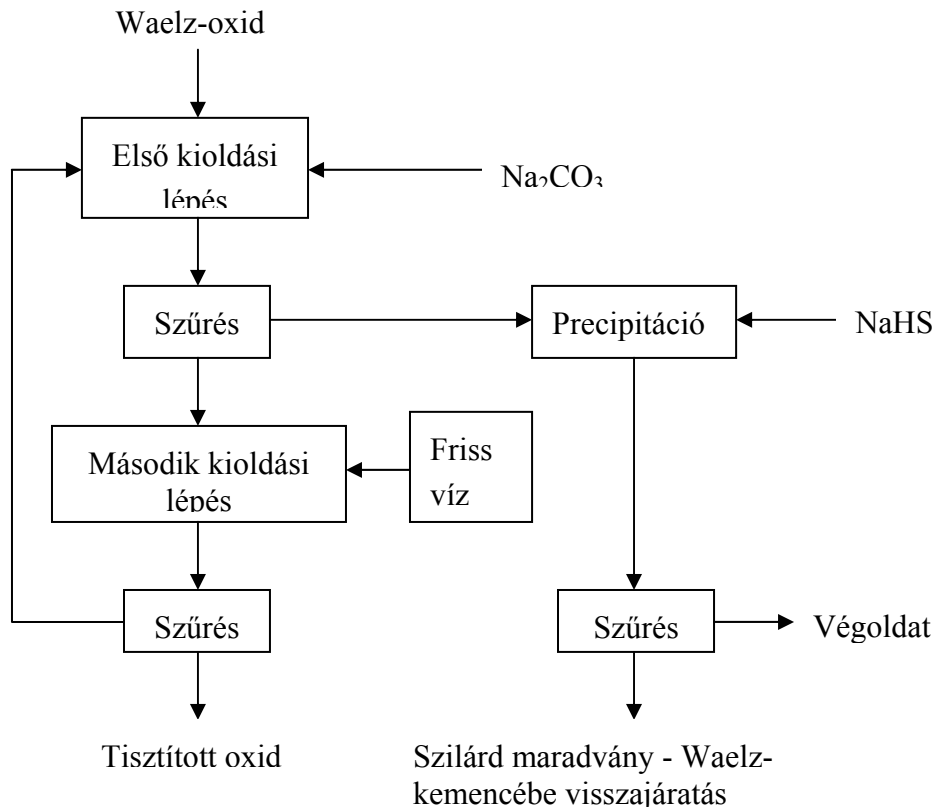 Waelz-oxid
Első kioldási
lépés
Na₂CO₃
Szűrés
Precipitáció
NaHS
Második kioldási
lépés
Friss
víz
Szűrés
Szűrés
Végoldat
Tisztított oxid
Szilárd maradvány - Waelz-
kemencébe visszajáratás